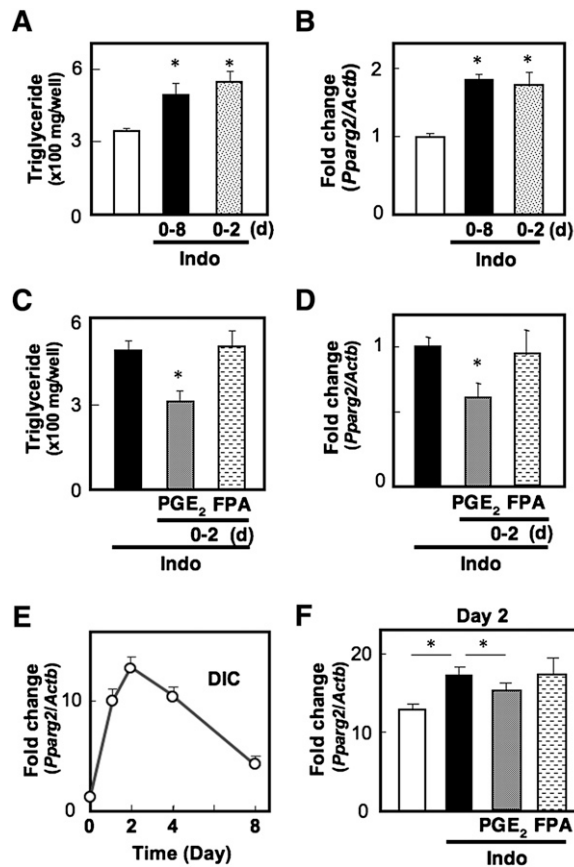 A
Triglyceride
(x100 mg/well)
6
3
0
* *
0-8 0-2 (d)
Indo
B
Fold change
(Pparg2/Actb)
2
1
0
* *
0-8 0-2 (d)
Indo
C
Triglyceride
(x100 mg/well)
6
3
0
*
PGE2 FPA
0-2 (d)
Indo
D
Fold change
(Pparg2/Actb)
1
0
*
PGE2 FPA
0-2 (d)
Indo
E
Fold change
(Pparg2/Actb)
10
0
DIC
0 2 4 8
Time (Day)
F
Day 2
Fold change
(Pparg2/Actb)
20
10
0
* *
PGE2 FPA
Indo